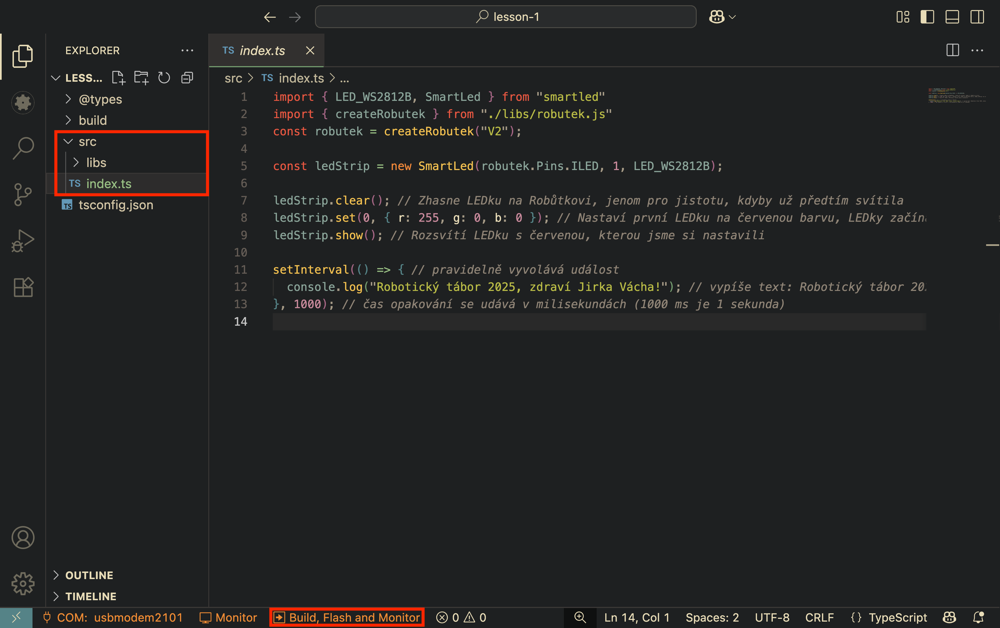 lesson-1
EXPLORER
TS index.ts
LESS...
src > TS index.ts > ...
@types
build
src
libs
TS index.ts
TS tsconfig.json
1 import { LED_WS2812B, SmartLed } from "smartled"
2 import { createRobutek } from "./libs/robutek.js"
3 const robutek = createRobutek("V2");
4
5 const ledStrip = new SmartLed(robutek.Pins.ILED, 1, LED_WS2812B);
6
7 ledStrip.clear(); // Zhasne LEDku na Robůtkovi, jenom pro jistotu, kdyby už předtím svítila
8 ledStrip.set(0, { r: 255, g: 0, b: 0 }); // Nastaví první LEDku na červenou barvu, LEDky začín
9 ledStrip.show(); // Rozsvítí LEDku s červenou, kterou jsme si nastavili
10
11 setInterval(() => { // pravidelně vyvolává událost
12 console.log("Robotický tábor 2025, zdraví Jirka Vácha!"); // vypíše text: Robotický tábor 20
13 }, 1000); // čas opakování se udává v milisekundách (1000 ms je 1 sekunda)
14
OUTLINE
TIMELINE
COM: usbmodem2101 Monitor Build, Flash and Monitor 0 0 Ln 14, Col 1 Spaces: 2 UTF-8 CRLF {} TypeScript